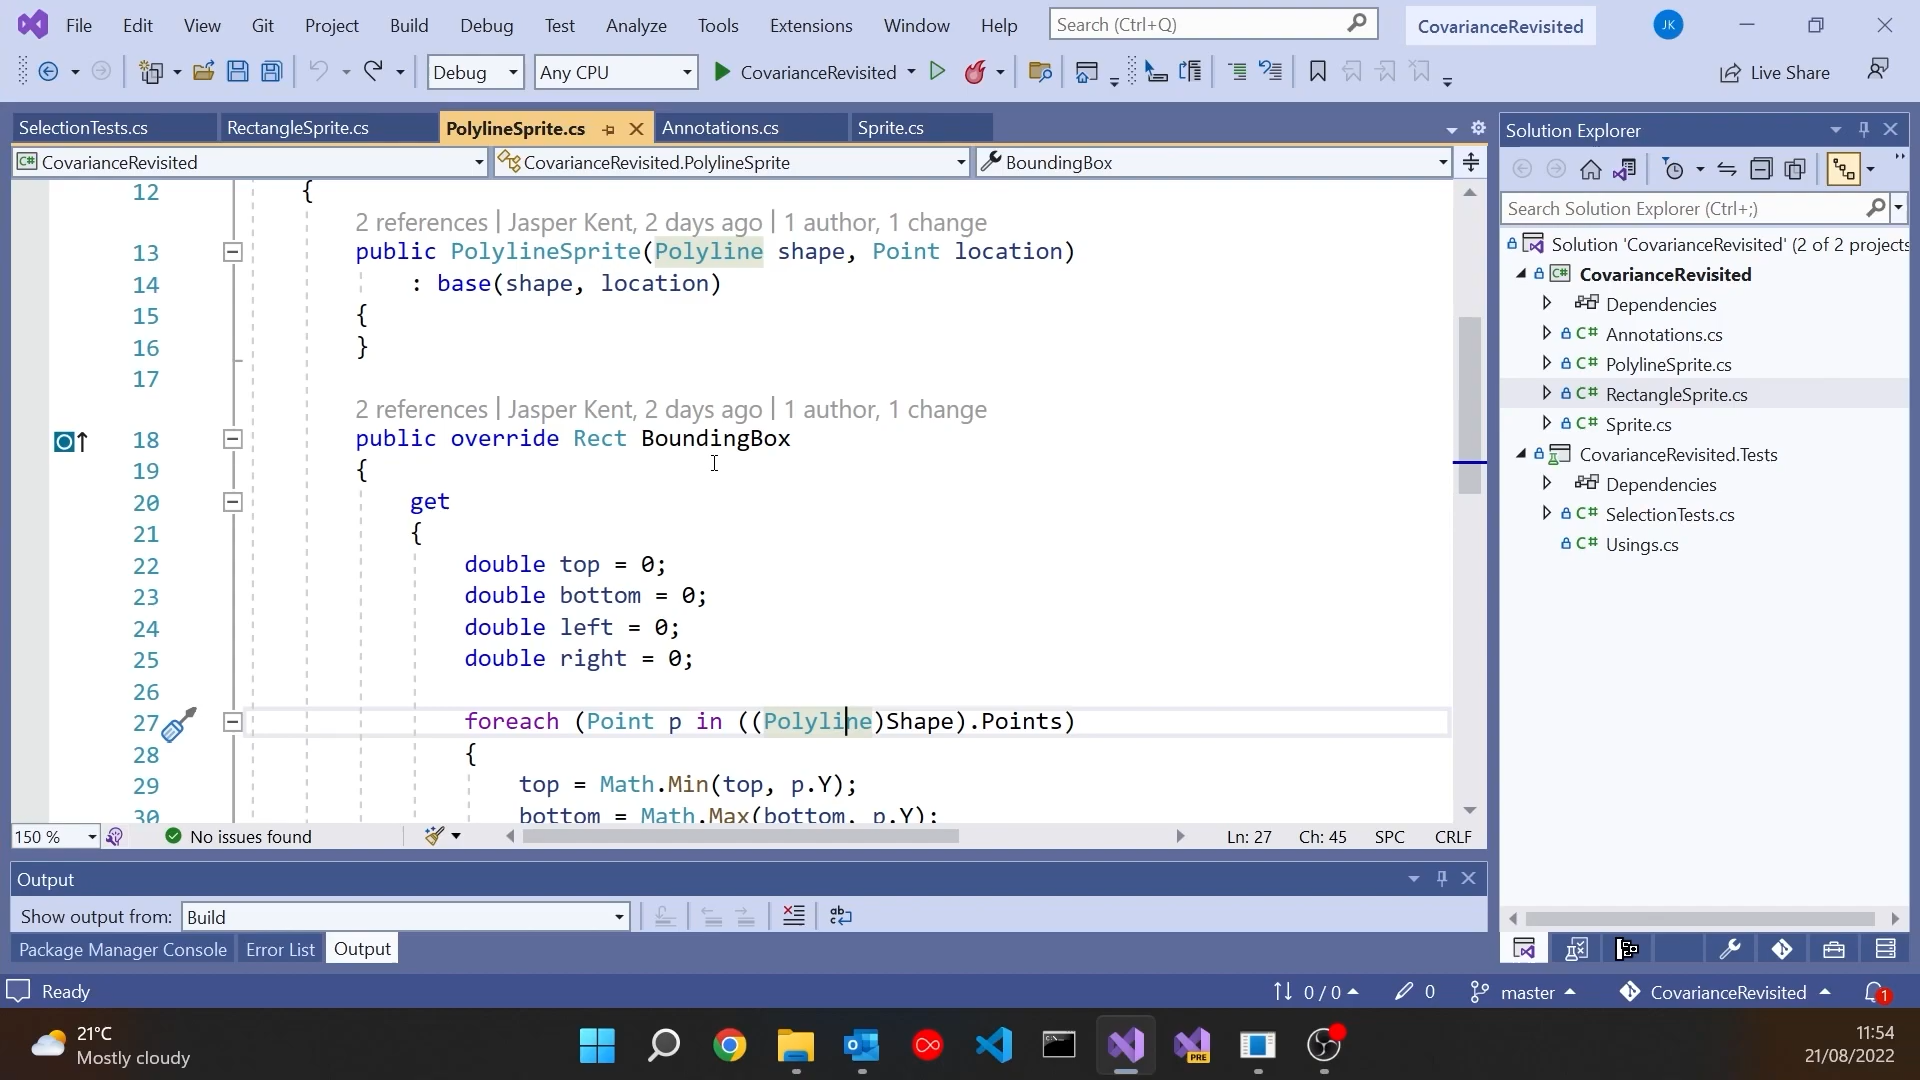 File Edit View Git Project Build Debug Test Analyze Tools Extensions Window Help Search (Ctrl+Q) CovarianceRevisited JK
Debug Any CPU CovarianceRevisited Live Share
SelectionTests.cs RectangleSprite.cs PolylineSprite.cs Annotations.cs Sprite.cs
C# CovarianceRevisited CovarianceRevisited.PolylineSprite BoundingBox
12 {
2 references | Jasper Kent, 2 days ago | 1 author, 1 change
13 public PolylineSprite(Polyline shape, Point location)
14 : base(shape, location)
15 {
16 }
17
2 references | Jasper Kent, 2 days ago | 1 author, 1 change
18 public override Rect BoundingBox
19 {
20 get
21 {
22 double top = 0;
23 double bottom = 0;
24 double left = 0;
25 double right = 0;
26
27 foreach (Point p in ((Polyline)Shape).Points)
28 {
29 top = Math.Min(top, p.Y);
30 bottom = Math.Max(bottom, p.Y);
150 % No issues found Ln: 27 Ch: 45 SPC CRLF
Output
Show output from: Build
Package Manager Console Error List Output
Solution Explorer
Search Solution Explorer (Ctrl+;)
Solution 'CovarianceRevisited' (2 of 2 projects
C# CovarianceRevisited
Dependencies
C# Annotations.cs
C# PolylineSprite.cs
C# RectangleSprite.cs
C# Sprite.cs
CovarianceRevisited.Tests
Dependencies
C# SelectionTests.cs
C# Usings.cs
Ready 0 / 0 0 master CovarianceRevisited 1
21°C
Mostly cloudy
PRE
11:54
21/08/2022